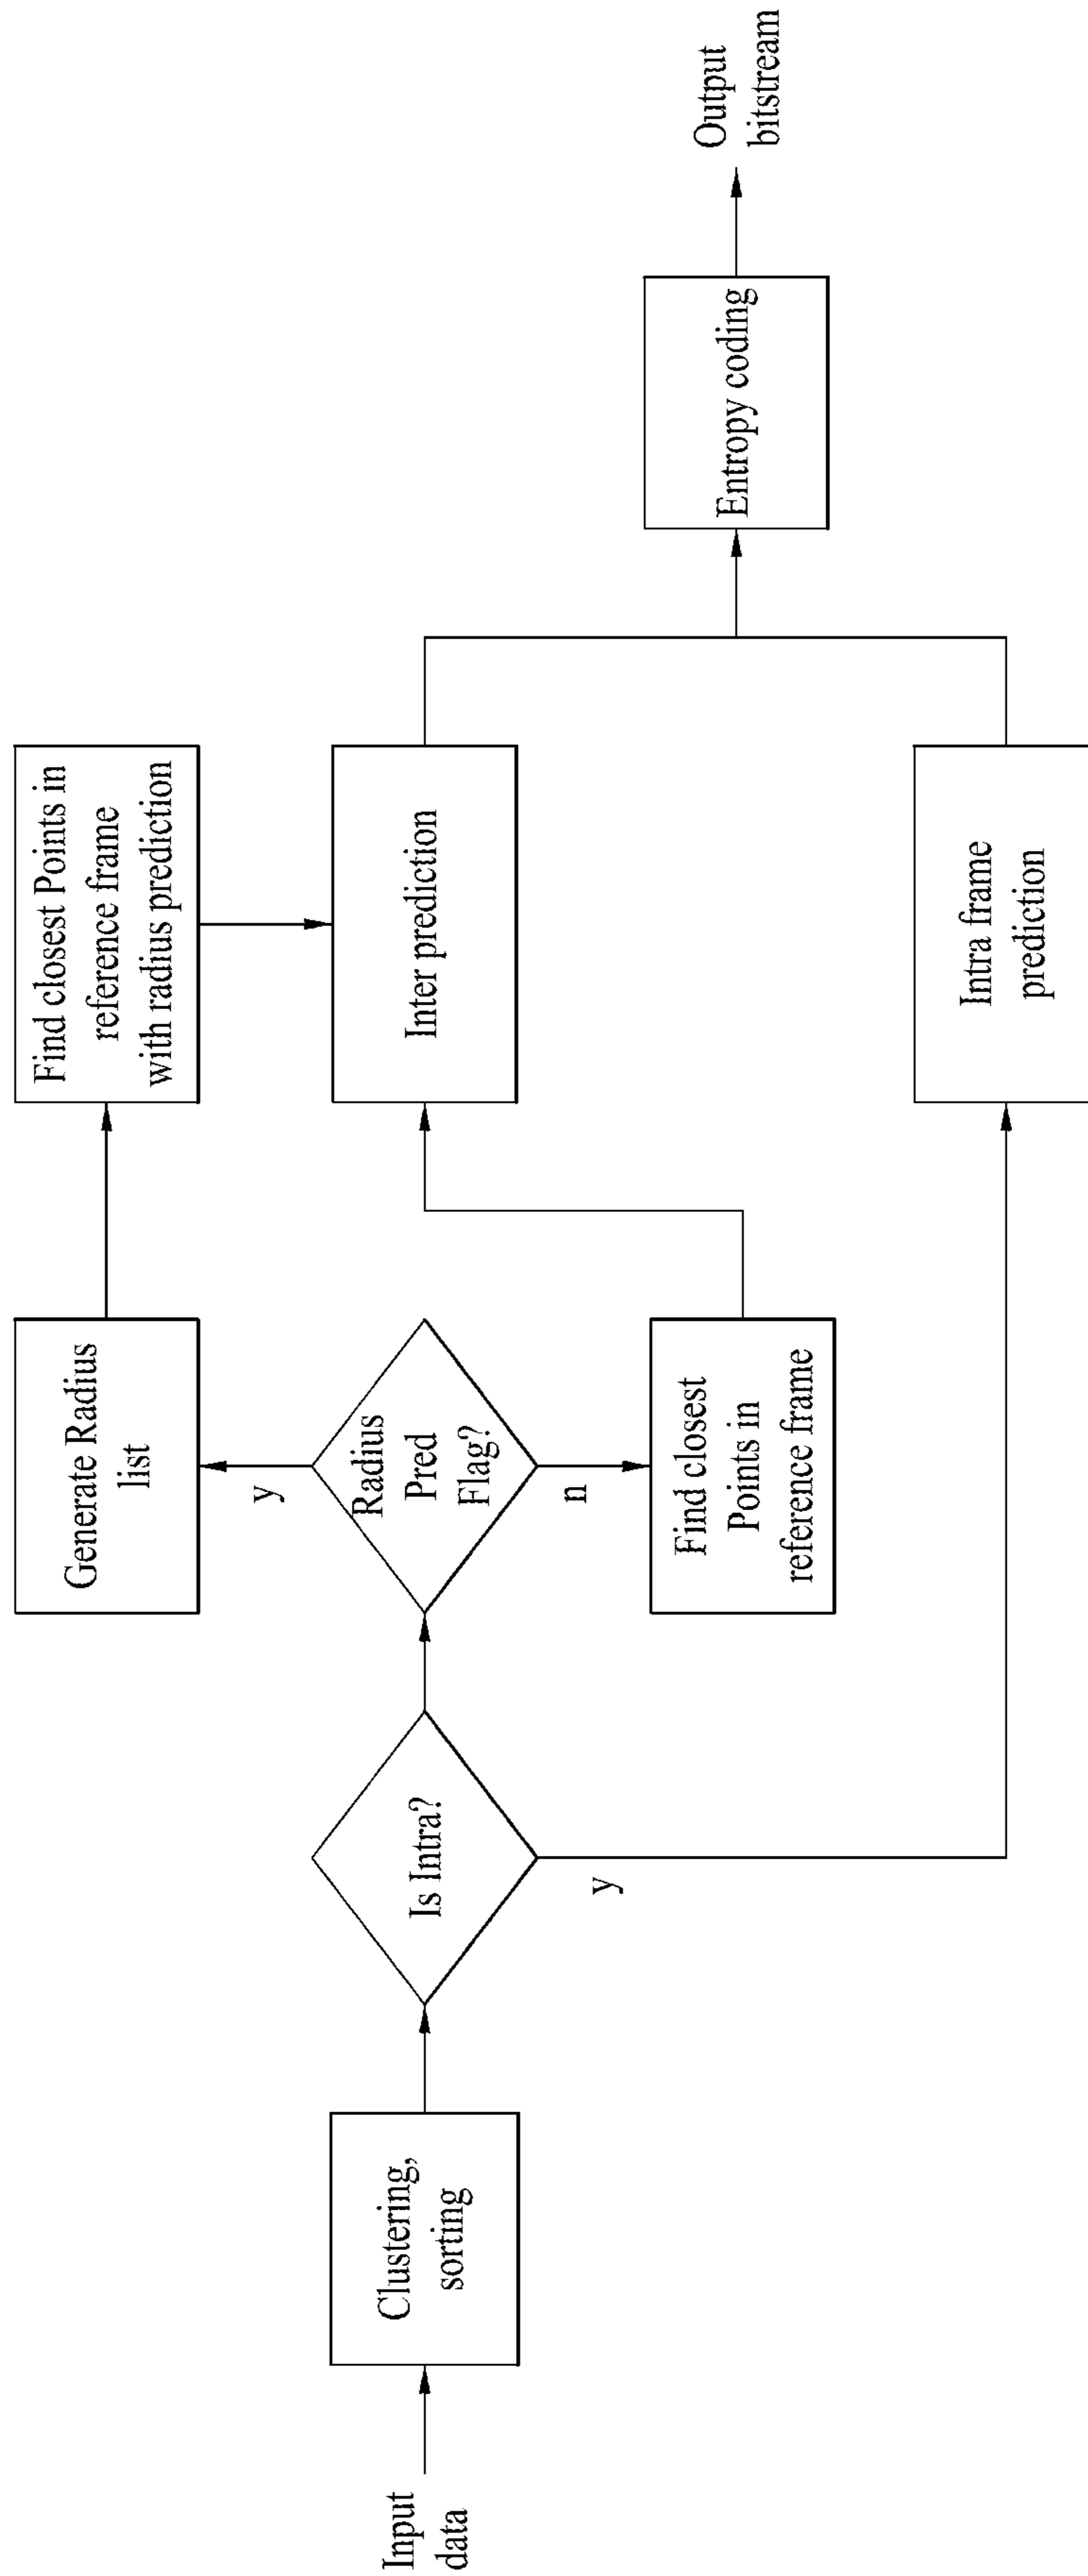 Input
data
Clustering,
sorting
Is Intra?
y
Radius
Pred
Flag?
y
n
Generate Radius
list
Find closest
Points in
reference frame
Find closest Points in
reference frame
with radius prediction
Inter prediction
Intra frame
prediction
Entropy coding
Output
bitstream